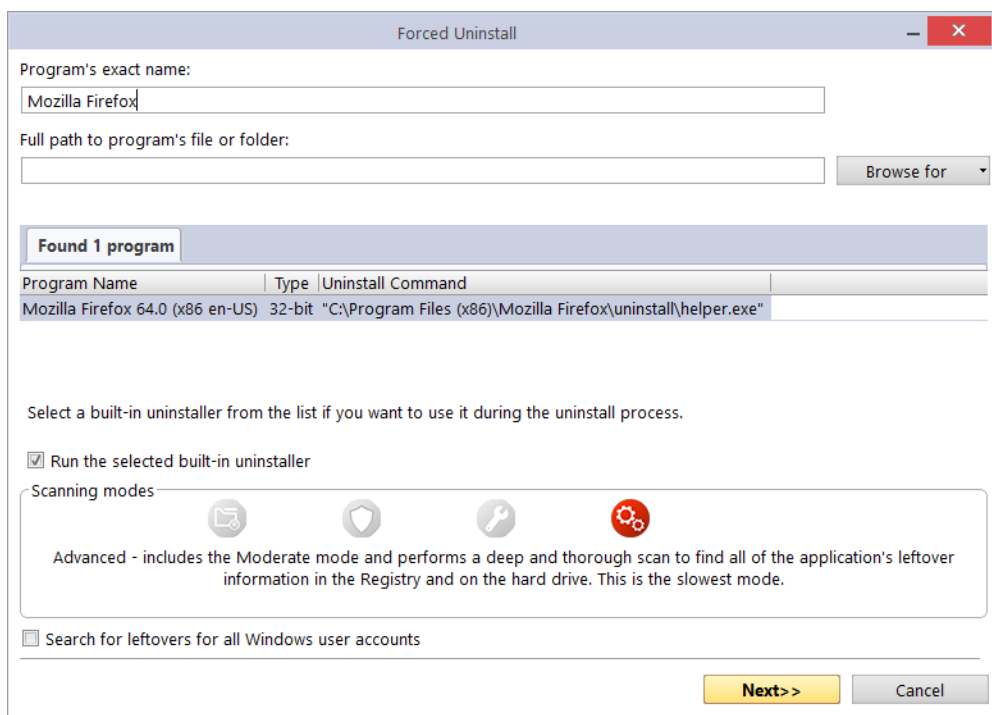 Forced Uninstall
Program's exact name:
Mozilla Firefox
Full path to program's file or folder:
Browse for
Found 1 program
Program Name Type Uninstall Command
Mozilla Firefox 64.0 (x86 en-US) 32-bit "C:\Program Files (x86)\Mozilla Firefox\uninstall\helper.exe"
Select a built-in uninstaller from the list if you want to use it during the uninstall process.
Run the selected built-in uninstaller
Scanning modes
Advanced - includes the Moderate mode and performs a deep and thorough scan to find all of the application's leftover
information in the Registry and on the hard drive. This is the slowest mode.
Search for leftovers for all Windows user accounts
Next>> Cancel